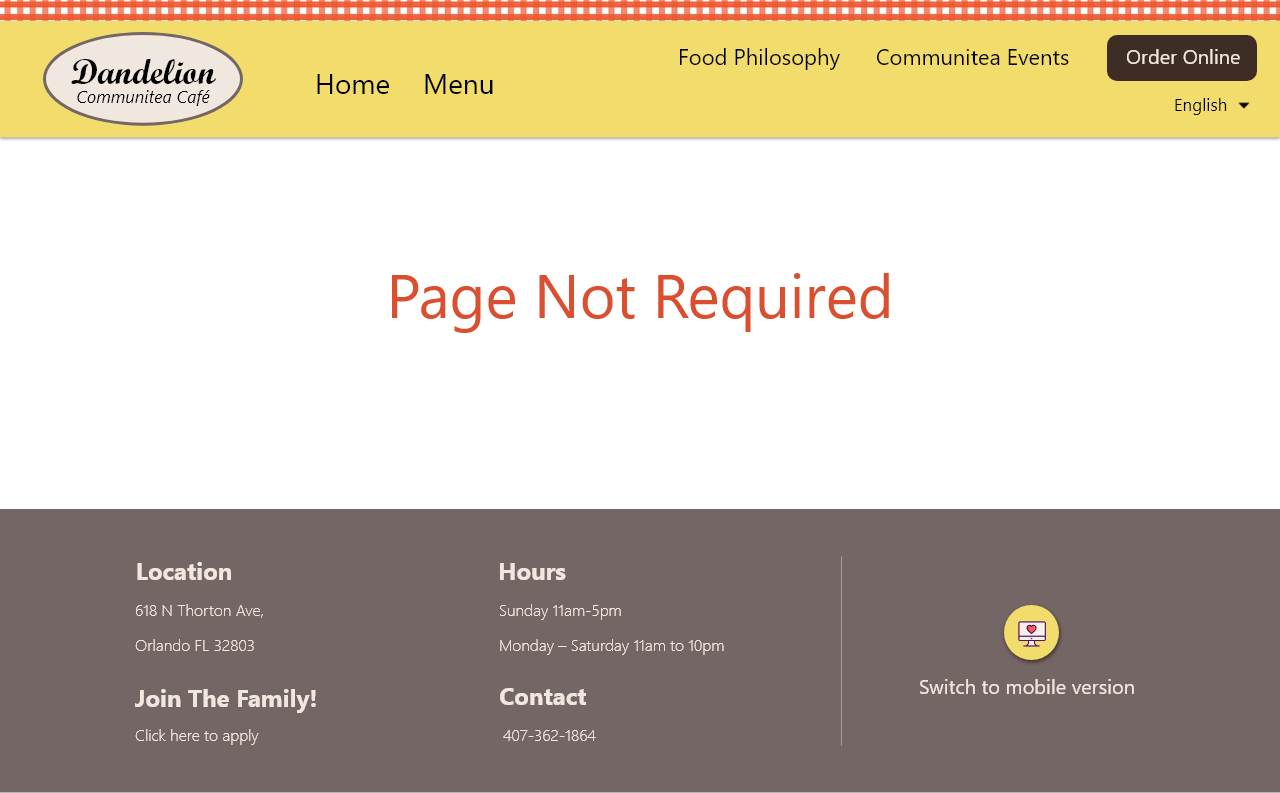 Dandelion
Communitea Café
Home
Menu
Food Philosophy
Communitea Events
Order Online
English
Page Not Required
Location
618 N Thorton Ave,
Orlando FL 32803
Join The Family!
Click here to apply
Hours
Sunday 11am-5pm
Monday – Saturday 11am to 10pm
Contact
407-362-1864
Switch to mobile version